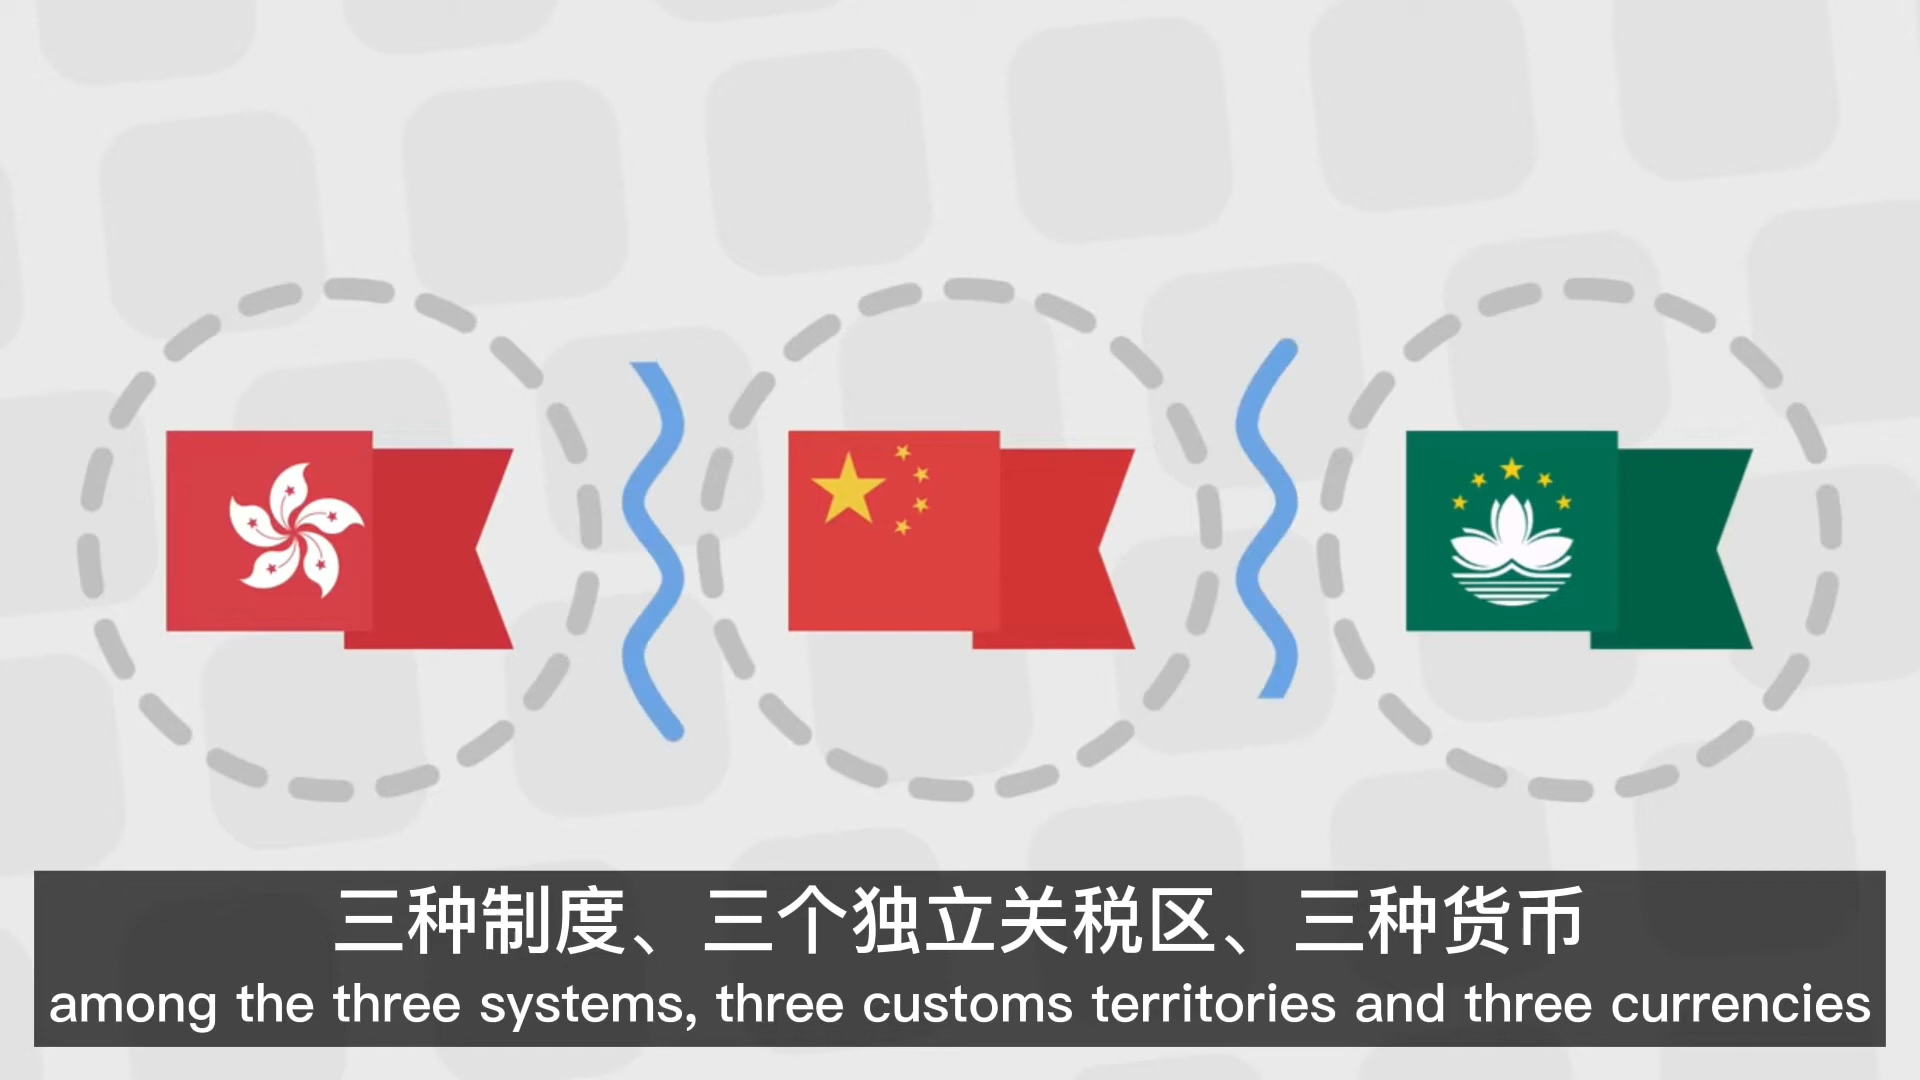 三种制度、三个独立关税区、三种货币
among the three systems, three customs territories and three currencies